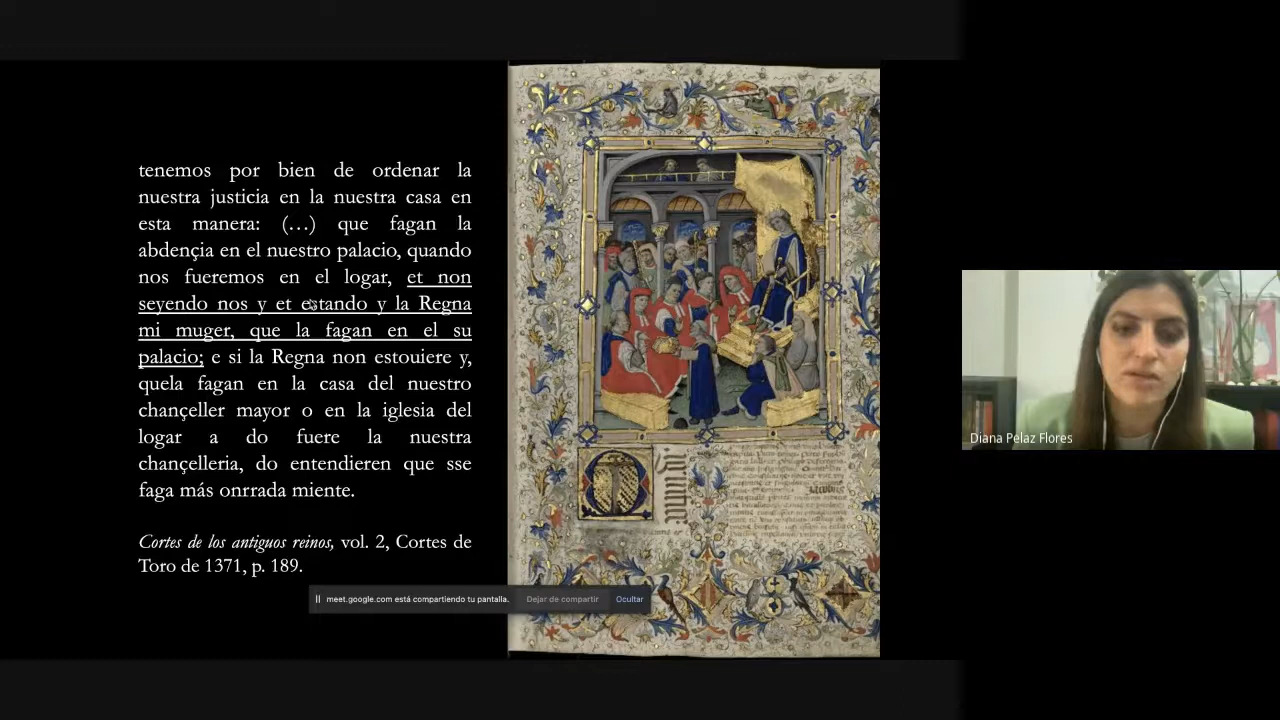 tenemos por bien de ordenar la
nuestra justicia en la nuestra casa en
esta manera: (…) que fagan la
abdençia en el nuestro palacio, quando
nos fueremos en el logar, et non
seyendo nos y et estando y la Regna
mi muger, que la fagan en el su
palacio; e si la Regna non estouiere y,
quela fagan en la casa del nuestro
chançeller mayor o en la iglesia del
logar a do fuere la nuestra
chançelleria, do entendieren que sse
faga más onrrada miente.
Cortes de los antiguos reinos, vol. 2, Cortes de
Toro de 1371, p. 189.
meet.google.com está compartiendo tu pantalla. Dejar de compartir Ocultar
Diana Pelaz Flores